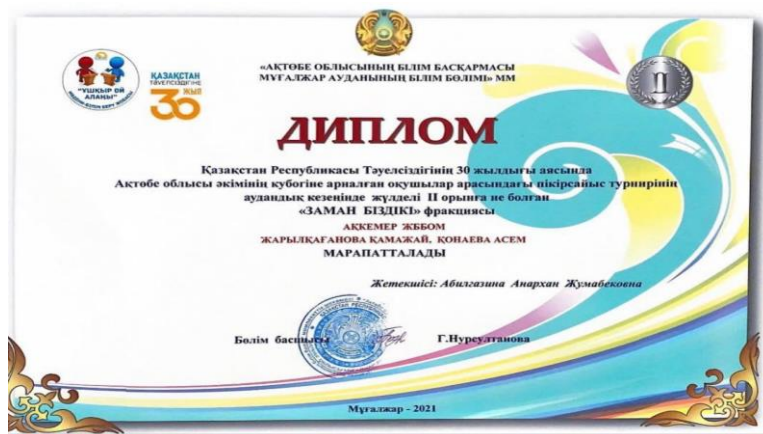 «АҚТӨБЕ ОБЛЫСЫНЫҢ БІЛІМ БАСҚАРМАСЫ
МҰҒАЛЖАР АУДАНЫНЫҢ БІЛІМ БӨЛІМІ» ММ
"ҰШҚЫР ОЙ
АЛАҢЫ"
ҚАЗАҚСТАН
ТӘУЕЛСІЗДІГІНЕ
30 ЖЫЛ
II
ДИПЛОМ
Қазақстан Республикасы Тәуелсіздігінің 30 жылдығы аясында
Ақтөбе облысы әкімінің кубогіне арналған оқушылар арасындағы пікірсайыс турнирінің
аудандық кезеңінде жүлделі II орынға ие болған
«ЗАМАН БІЗДІКІ» фракциясы
АҚКЕМЕР ЖББОМ
ЖАРЫЛҚАҒАНОВА ҚАМАЖАЙ, ҚОНАЕВА АСЕМ
МАРАПАТТАЛАДЫ
Жетекшісі: Абилгазина Анархан Жумабековна
Бөлім басшысы Г.Нурсултанова
Мұғалжар - 2021